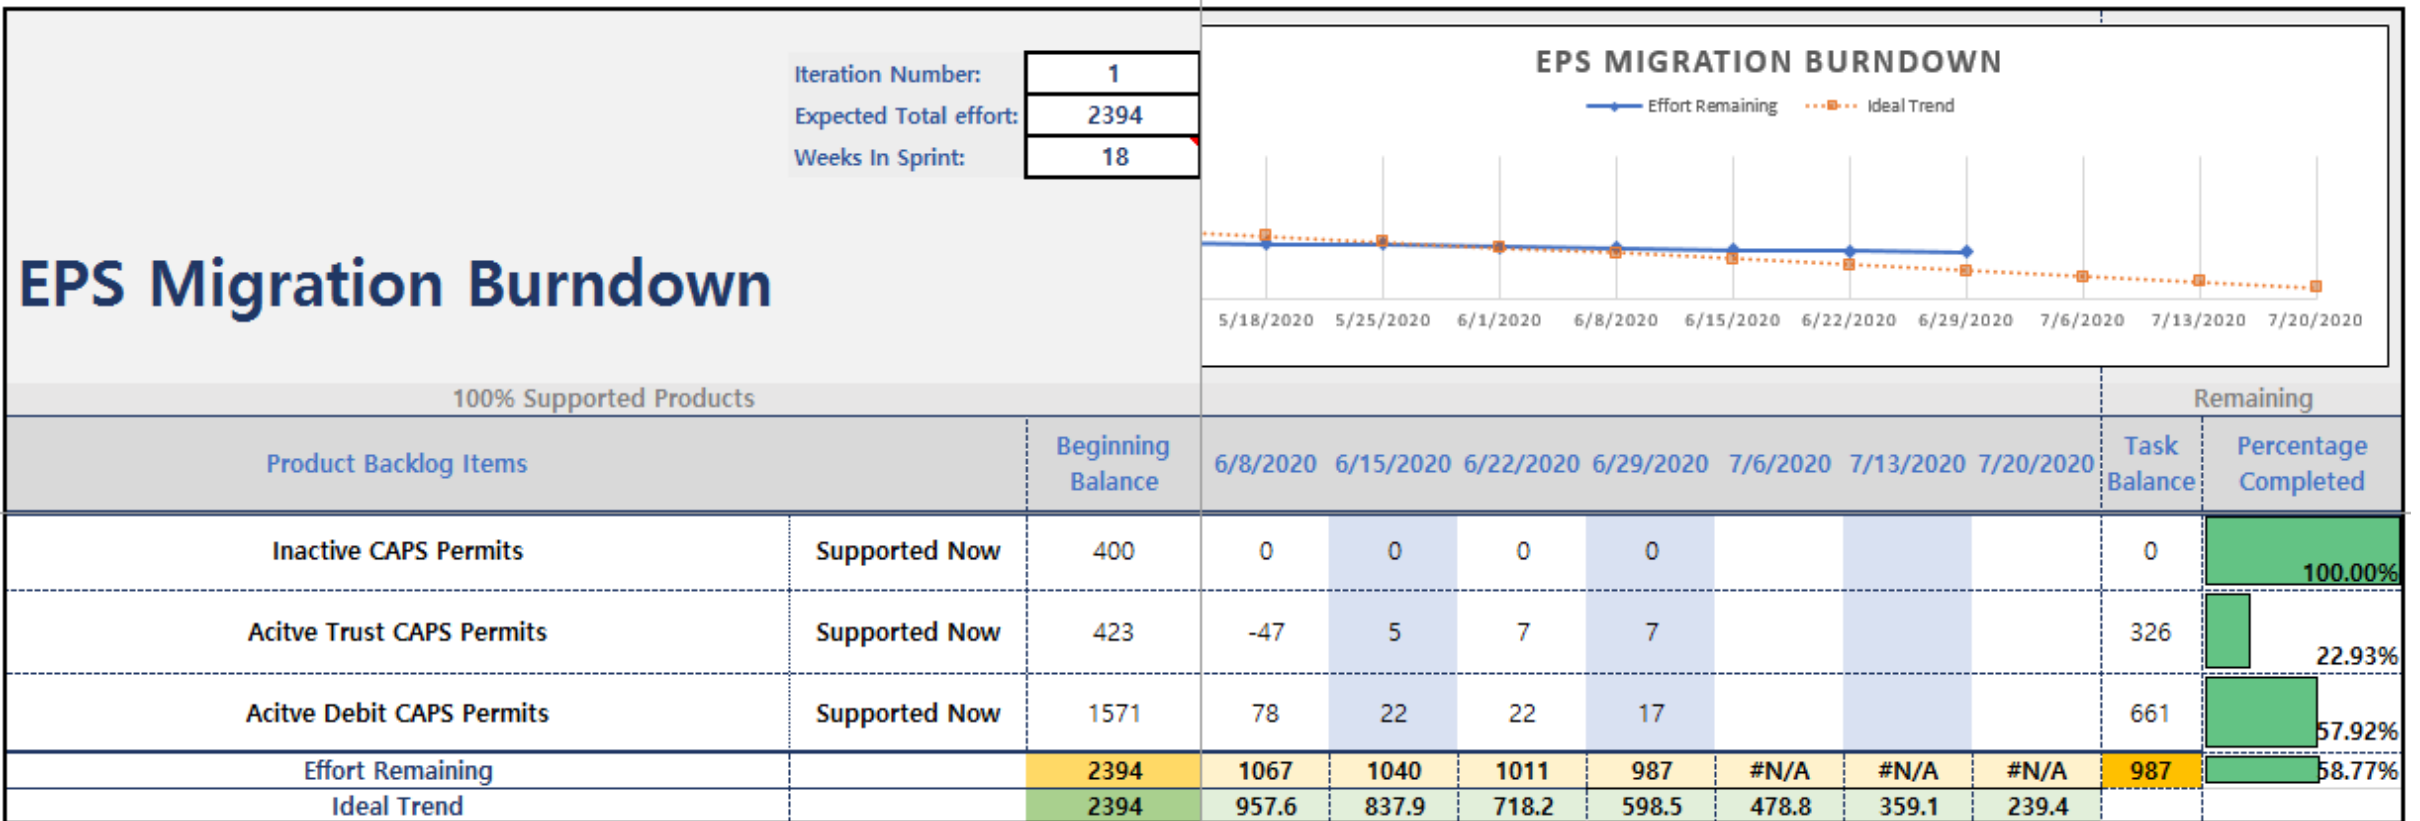 Iteration Number: 1
Expected Total effort: 2394
Weeks In Sprint: 18
EPS Migration Burndown
EPS MIGRATION BURNDOWN
Effort Remaining Ideal Trend
5/18/2020 5/25/2020 6/1/2020 6/8/2020 6/15/2020 6/22/2020 6/29/2020 7/6/2020 7/13/2020 7/20/2020
100% Supported Products Remaining
Product Backlog Items Beginning Balance 6/8/2020 6/15/2020 6/22/2020 6/29/2020 7/6/2020 7/13/2020 7/20/2020 Task Balance Percentage Completed
Inactive CAPS Permits Supported Now 400 0 0 0 0 0 100.00%
Acitve Trust CAPS Permits Supported Now 423 -47 5 7 7 326 22.93%
Acitve Debit CAPS Permits Supported Now 1571 78 22 22 17 661 57.92%
Effort Remaining 2394 1067 1040 1011 987 #N/A #N/A #N/A 987 58.77%
Ideal Trend 2394 957.6 837.9 718.2 598.5 478.8 359.1 239.4